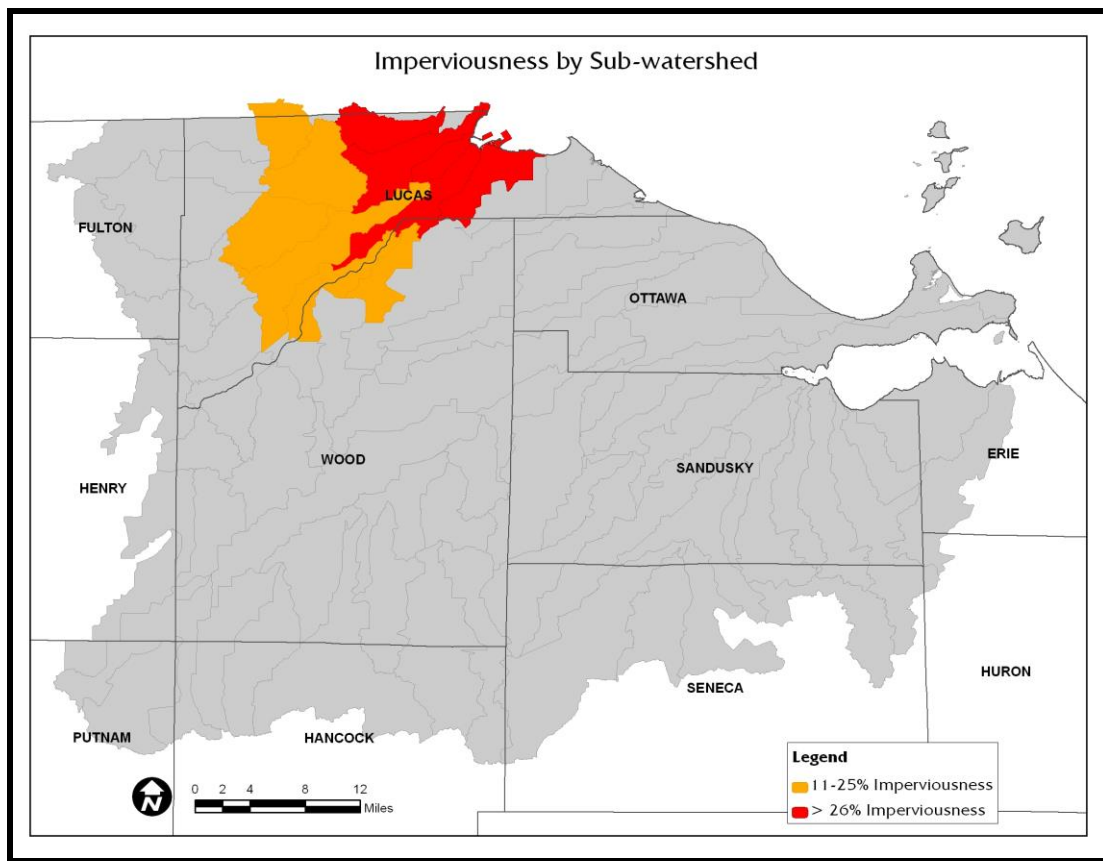 Imperviousness by Sub-watershed
LUCAS
FULTON
OTTAWA
WOOD
SANDUSKY
ERIE
HENRY
HURON
SENECA
PUTNAM
HANCOCK
Legend
11-25% Imperviousness
> 26% Imperviousness
N
0 2 4 8 12
Miles